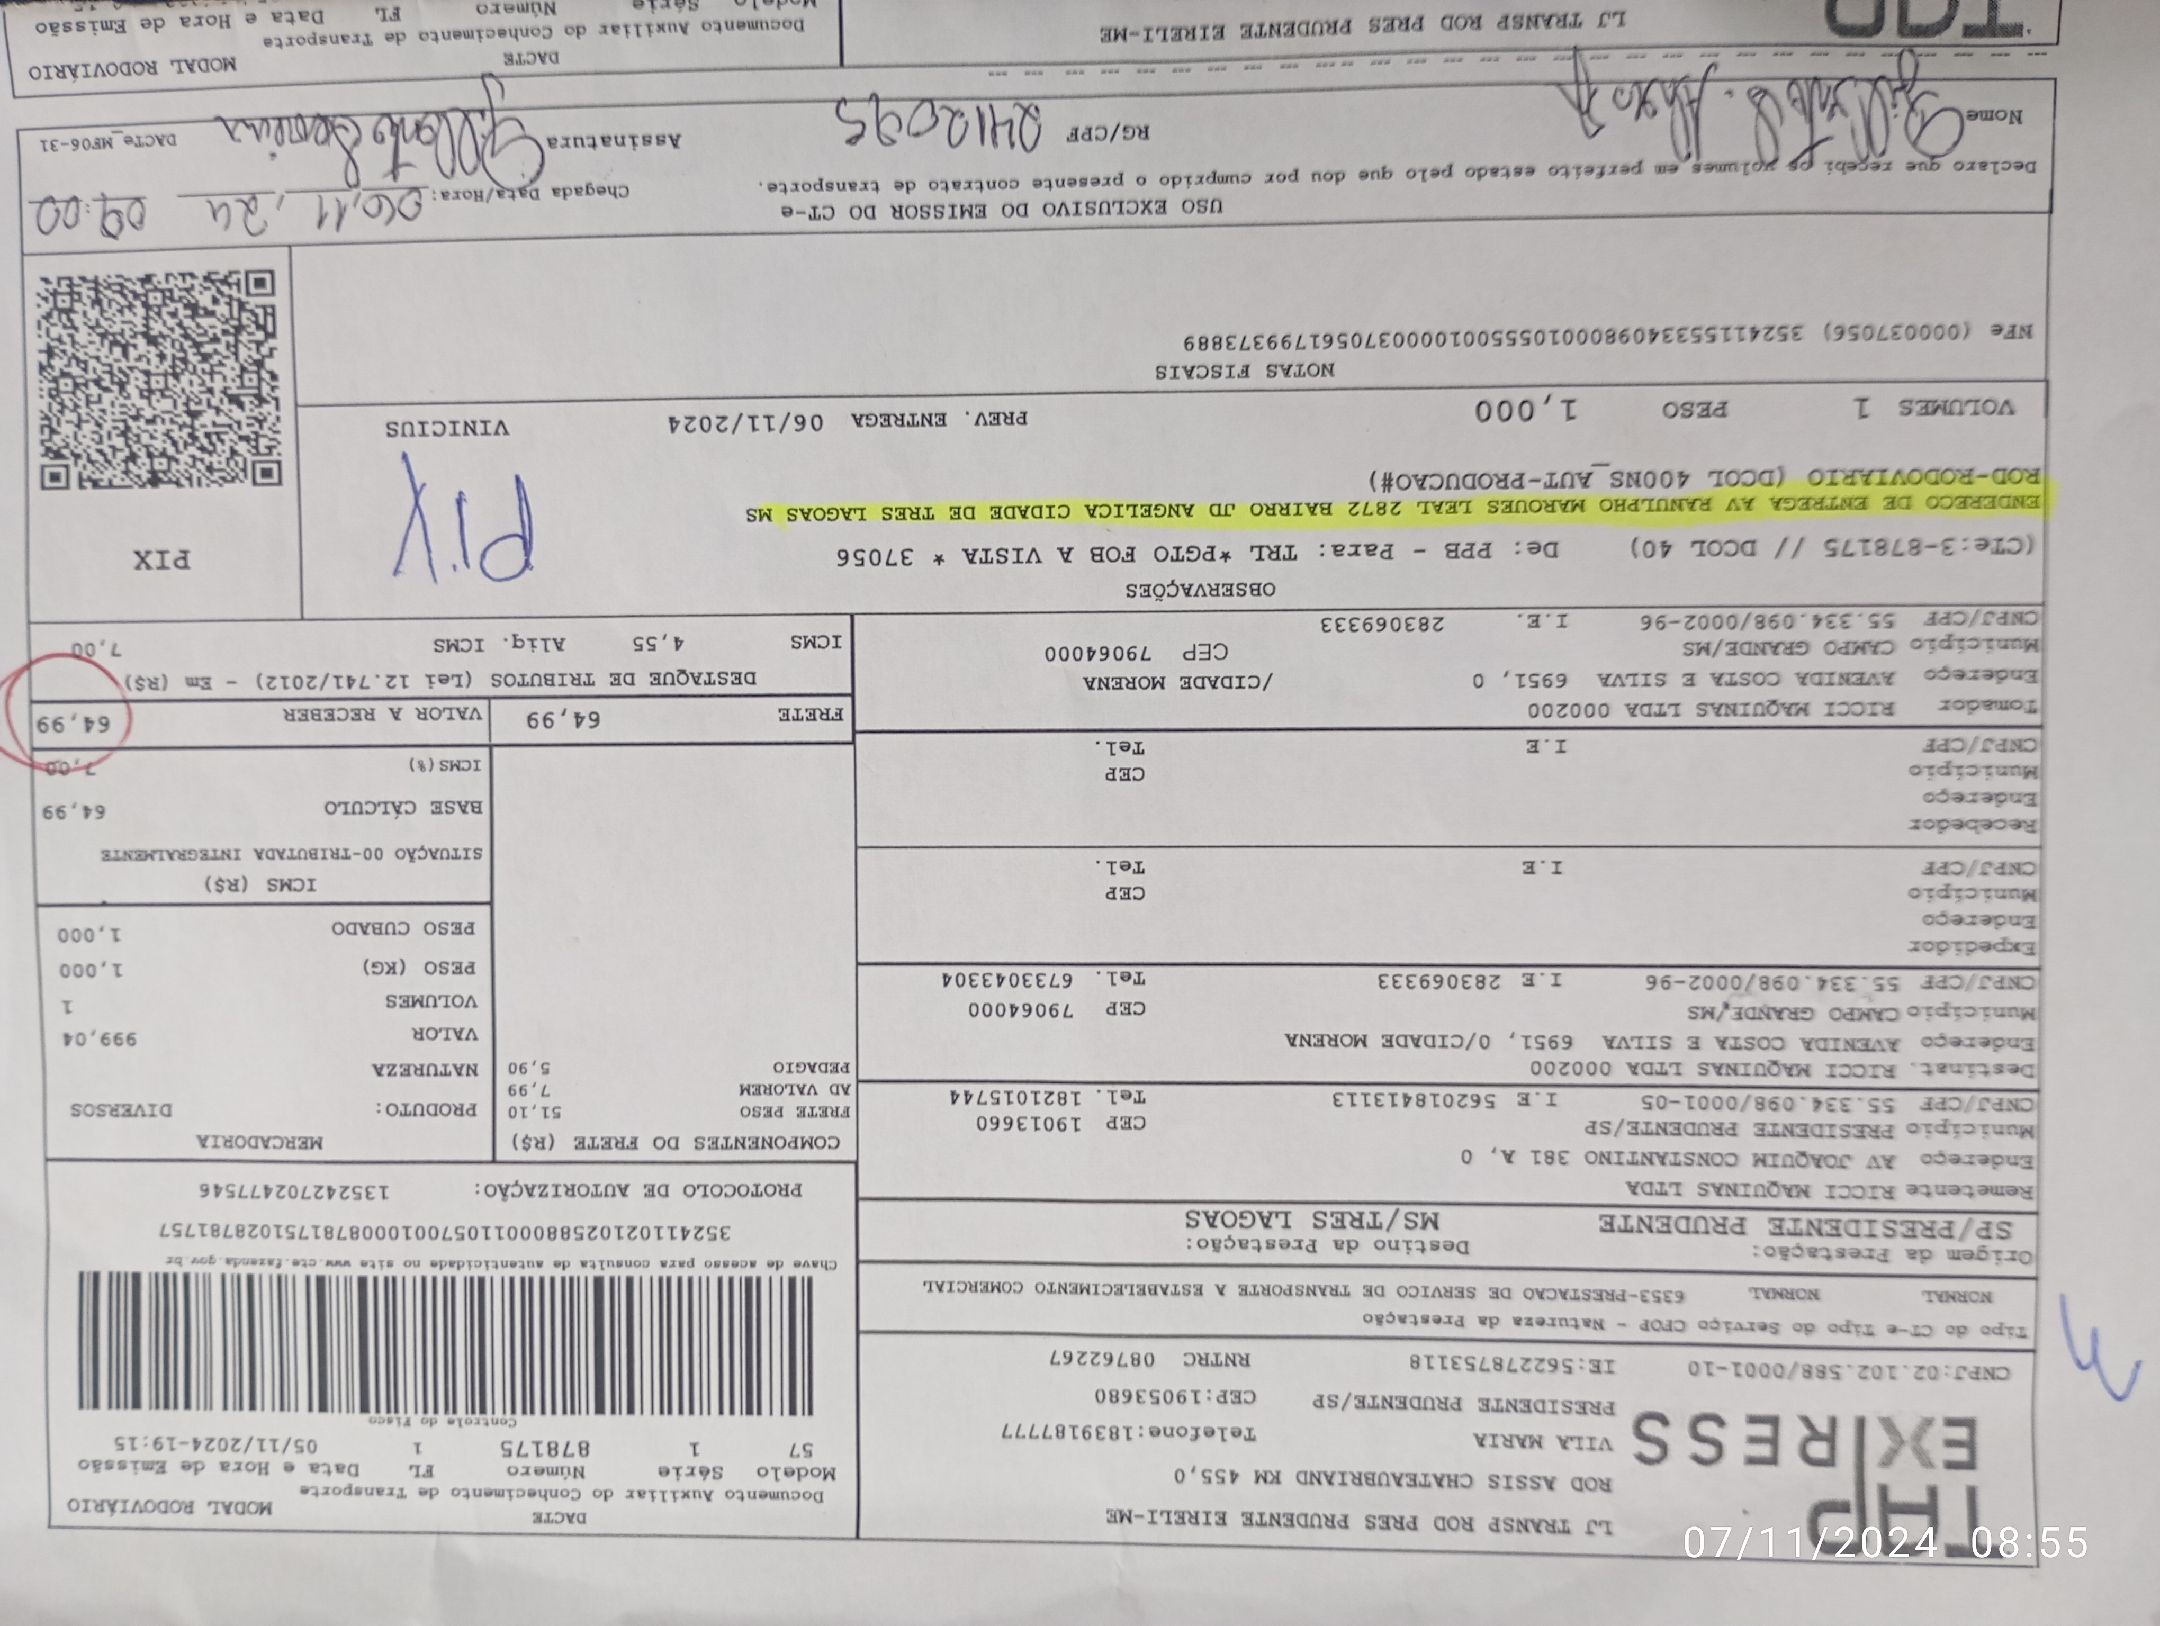 LJ TRANSP ROD PRES PRUDENTE EIRELI-ME
ROD ASSIS CHATEAUBRIAND KM 455,0
VILA MARIA Telefone:1839187777
PRESIDENTE PRUDENTE/SP CEP:19053680
CNPJ:02.102.588/0001-10 IE:562278753118 RNTRC 08762267
EXPRESS
DACTE MODAL RODOVIÁRIO
Documento Auxiliar do Conhecimento de Transporte
Modelo Série Número FL Data e Hora de Emissão
57 1 878175 1 05/11/2024-19:15
Controle do Fisco
Chave de acesso para consulta de autenticidade no site www.cte.fazenda.gov.br
35241102102588000110570010008781751028781757
PROTOCOLO DE AUTORIZAÇÃO: 135242702477546
Tipo do CT-e Tipo do Serviço CFOP - Natureza da Prestação
NORMAL NORMAL 6353-PRESTACAO DE SERVICO DE TRANSPORTE A ESTABELECIMENTO COMERCIAL
Origem da Prestação: Destino da Prestação:
SP/PRESIDENTE PRUDENTE MS/TRES LAGOAS
Remetente RICCI MAQUINAS LTDA
Endereço AV JOAQUIM CONSTANTINO 381 A, 0
Município PRESIDENTE PRUDENTE/SP CEP 19013660
CNPJ/CPF 55.334.098/0001-05 I.E 562018413113 Tel. 1821015744
Destinat. RICCI MAQUINAS LTDA 000200
Endereço AVENIDA COSTA E SILVA 6951, 0/CIDADE MORENA
Município CAMPO GRANDE/MS CEP 79064000
CNPJ/CPF 55.334.098/0002-96 I.E 283069333 Tel. 6733043304
Expedidor
Endereço
Município CEP
CNPJ/CPF I.E Tel.
Recebedor
Endereço
Município CEP
CNPJ/CPF I.E Tel.
Tomador RICCI MAQUINAS LTDA 000200
Endereço AVENIDA COSTA E SILVA 6951, 0 /CIDADE MORENA
Município CAMPO GRANDE/MS CEP 79064000
CNPJ/CPF 55.334.098/0002-96 I.E. 283069333
COMPONENTES DO FRETE (R$)
FRETE PESO 51,10
AD VALOREM 7,99
PEDAGIO 5,90
MERCADORIA
PRODUTO: DIVERSOS
NATUREZA
VALOR 999,04
VOLUMES 1
PESO (KG) 1,000
PESO CUBADO 1,000
ICMS (R$)
SITUAÇÃO 00-TRIBUTADA INTEGRALMENTE
BASE CÁLCULO 64,99
ICMS(%) 7,00
FRETE 64,99 VALOR A RECEBER 64,99
DESTAQUE DE TRIBUTOS (Lei 12.741/2012) - Em (R$)
ICMS 4,55 Aliq. ICMS 7,00
OBSERVAÇÕES
(CTe:3-878175 // DCOL 40) De: PPB - Para: TRL *PGTO FOB A VISTA * 37056
ENDERECO DE ENTREGA AV RANULPHO MARQUES LEAL 2872 BAIRRO JD ANGELICA CIDADE DE TRES LAGOAS MS
ROD-RODOVIARIO (DCOL 400NS_AUT-PRODUCAO#)
PIX
PIX
VOLUMES 1 PESO 1,000 PREV. ENTREGA 06/11/2024 VINICIUS
NOTAS FISCAIS
NFe (000037056) 35241155334098000105550010000370561799373889
USO EXCLUSIVO DO EMISSOR DO CT-e
Declaro que recebi os volumes em perfeito estado pelo que dou por cumprido o presente contrato de transporte.
Chegada Data/Hora: 06,11,24 09:00
Nome RG/CPF 24112095 Assinatura
DACTe_MF06-31
LJ TRANSP ROD PRES PRUDENTE EIRELI-ME
DACTE MODAL RODOVIÁRIO
Documento Auxiliar do Conhecimento de Transporte
Modelo Série Número FL Data e Hora de Emissão
07/11/2024 08:55